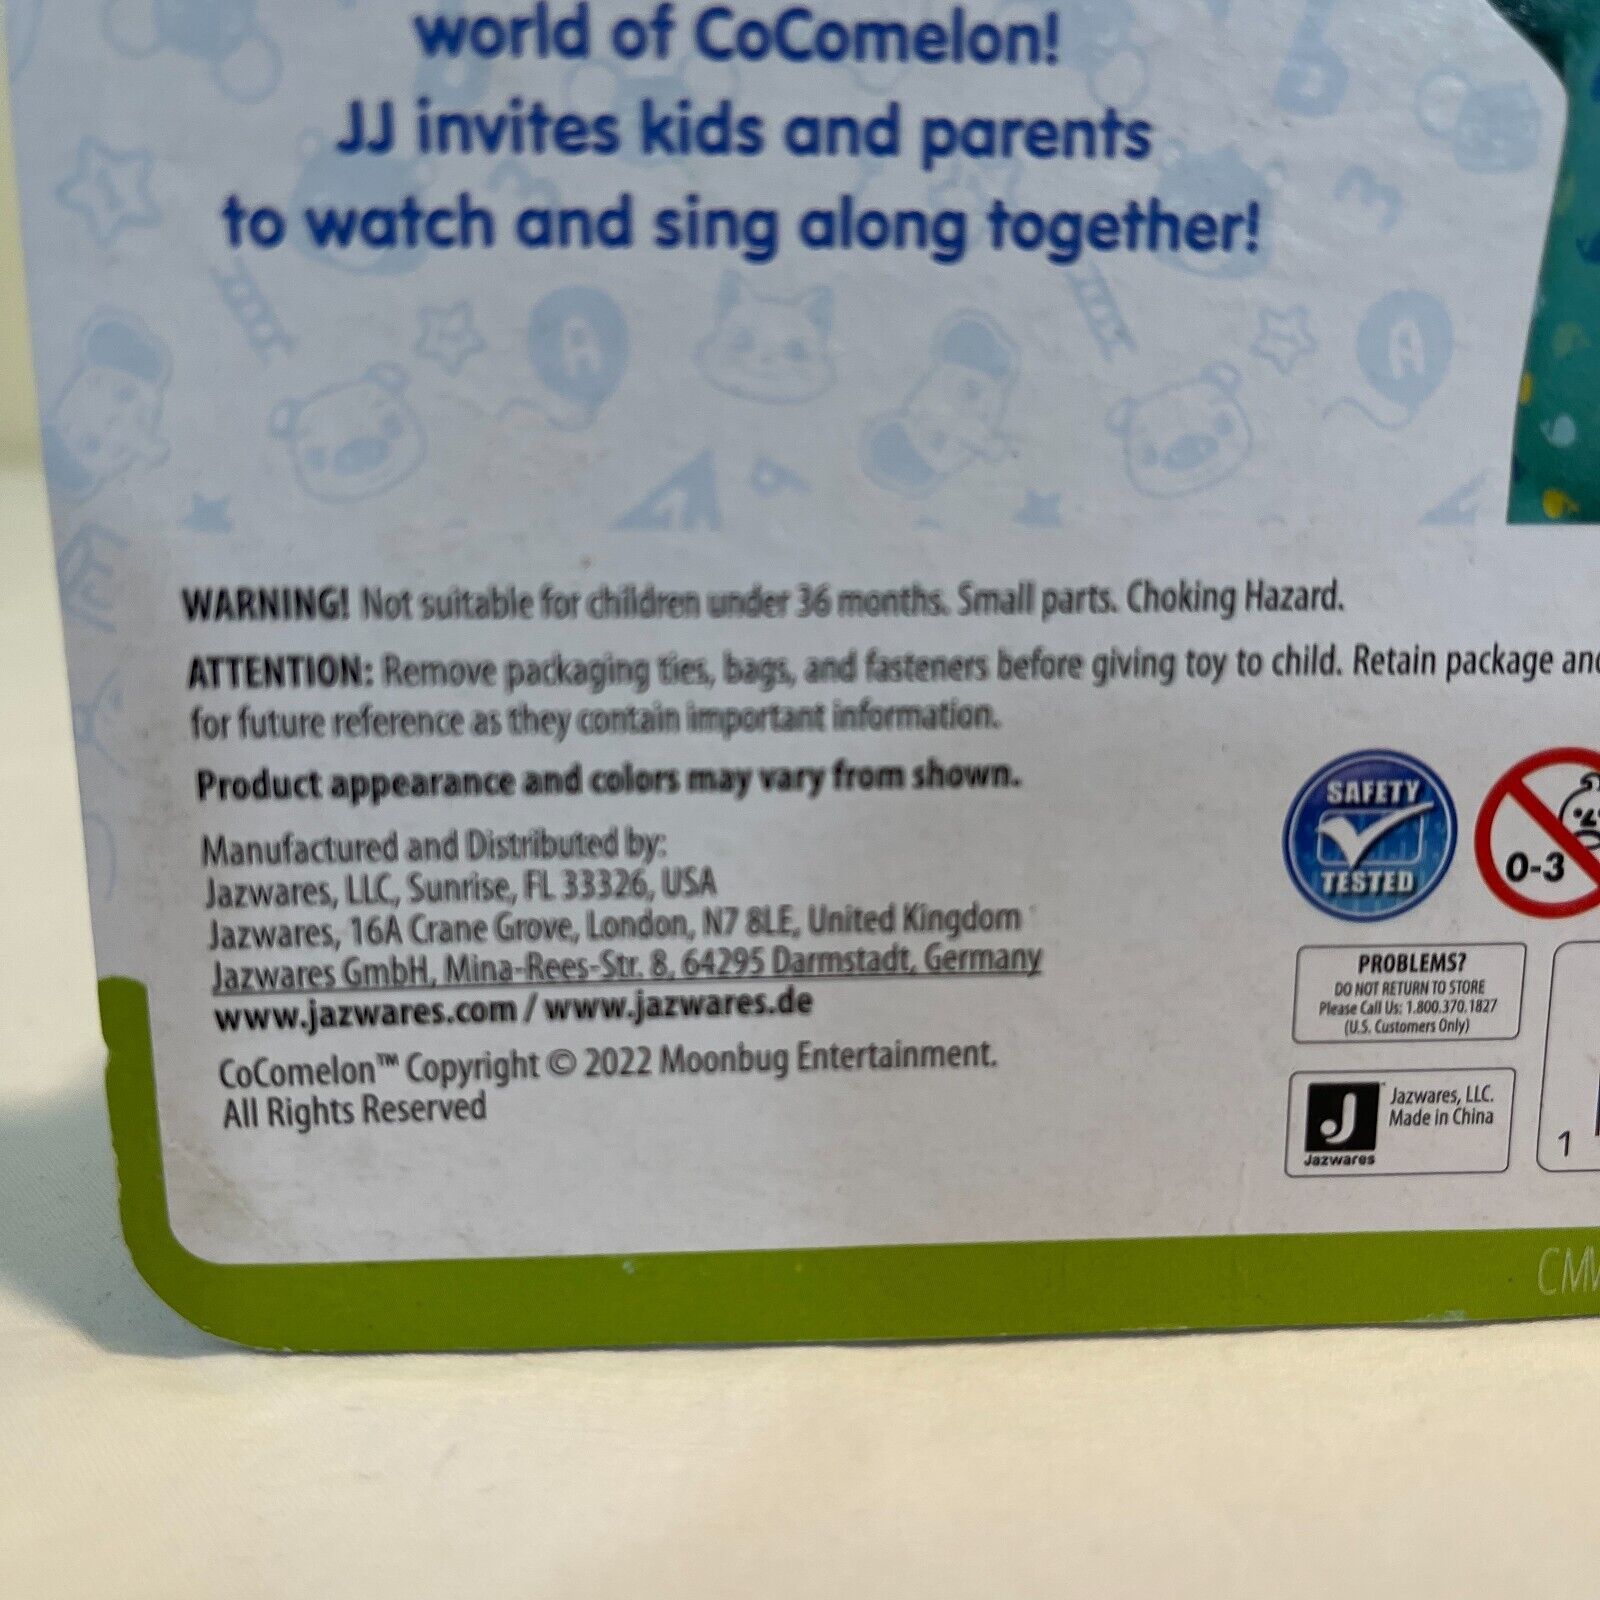 world of CoComelon!
JJ invites kids and parents
to watch and sing along together!
A
A
3
3
WARNING! Not suitable for children under 36 months. Small parts. Choking Hazard.
ATTENTION: Remove packaging ties, bags, and fasteners before giving toy to child. Retain package and
for future reference as they contain important information.
Product appearance and colors may vary from shown.
Manufactured and Distributed by:
Jazwares, LLC, Sunrise, FL 33326, USA
Jazwares, 16A Crane Grove, London, N7 8LE, United Kingdom
Jazwares GmbH, Mina-Rees-Str. 8, 64295 Darmstadt, Germany
www.jazwares.com / www.jazwares.de
CoComelon™ Copyright © 2022 Moonbug Entertainment.
All Rights Reserved
SAFETY
TESTED
0-3
PROBLEMS?
DO NOT RETURN TO STORE
Please Call Us: 1.800.370.1827
(U.S. Customers Only)
J
Jazwares
Jazwares, LLC.
Made in China
1